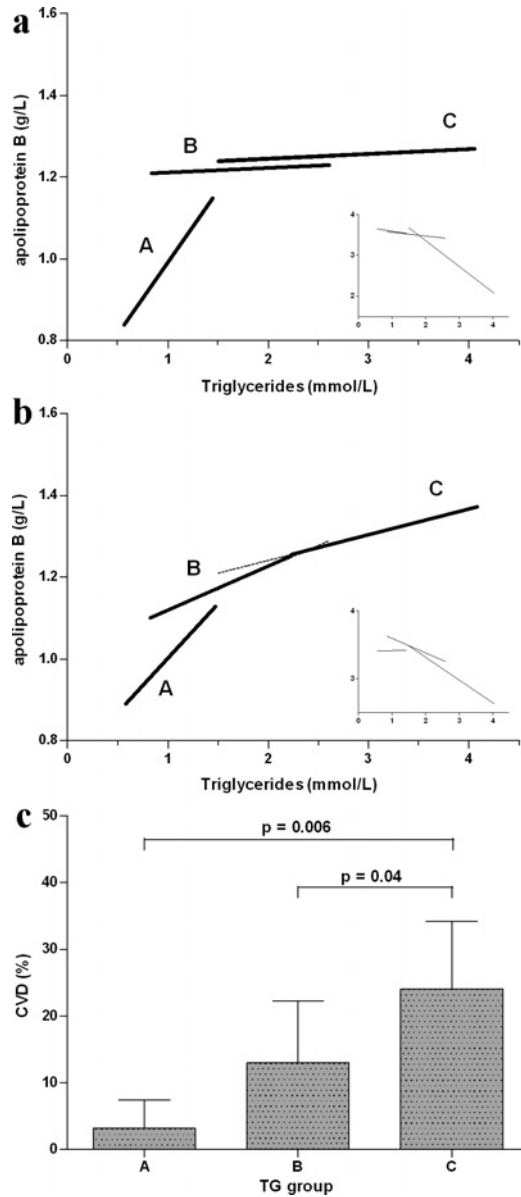 a
1.6
1.4
1.2
1.0
0.8
apolipoprotein B (g/L)
A
B
C
4
3
2
0 1 2 3 4
0 1 2 3 4
Triglycerides (mmol/L)
b
1.6
1.4
1.2
1.0
0.8
apolipoprotein B (g/L)
A
B
C
4
3
0 1 2 3 4
0 1 2 3 4
Triglycerides (mmol/L)
c
50
40
30
20
10
0
CVD (%)
p = 0.006
p = 0.04
A B C
TG group